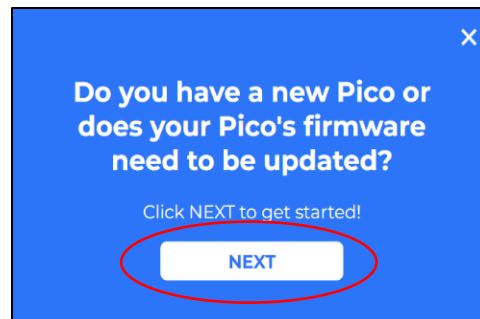 Do you have a new Pico or
does your Pico's firmware
need to be updated?
Click NEXT to get started!
NEXT